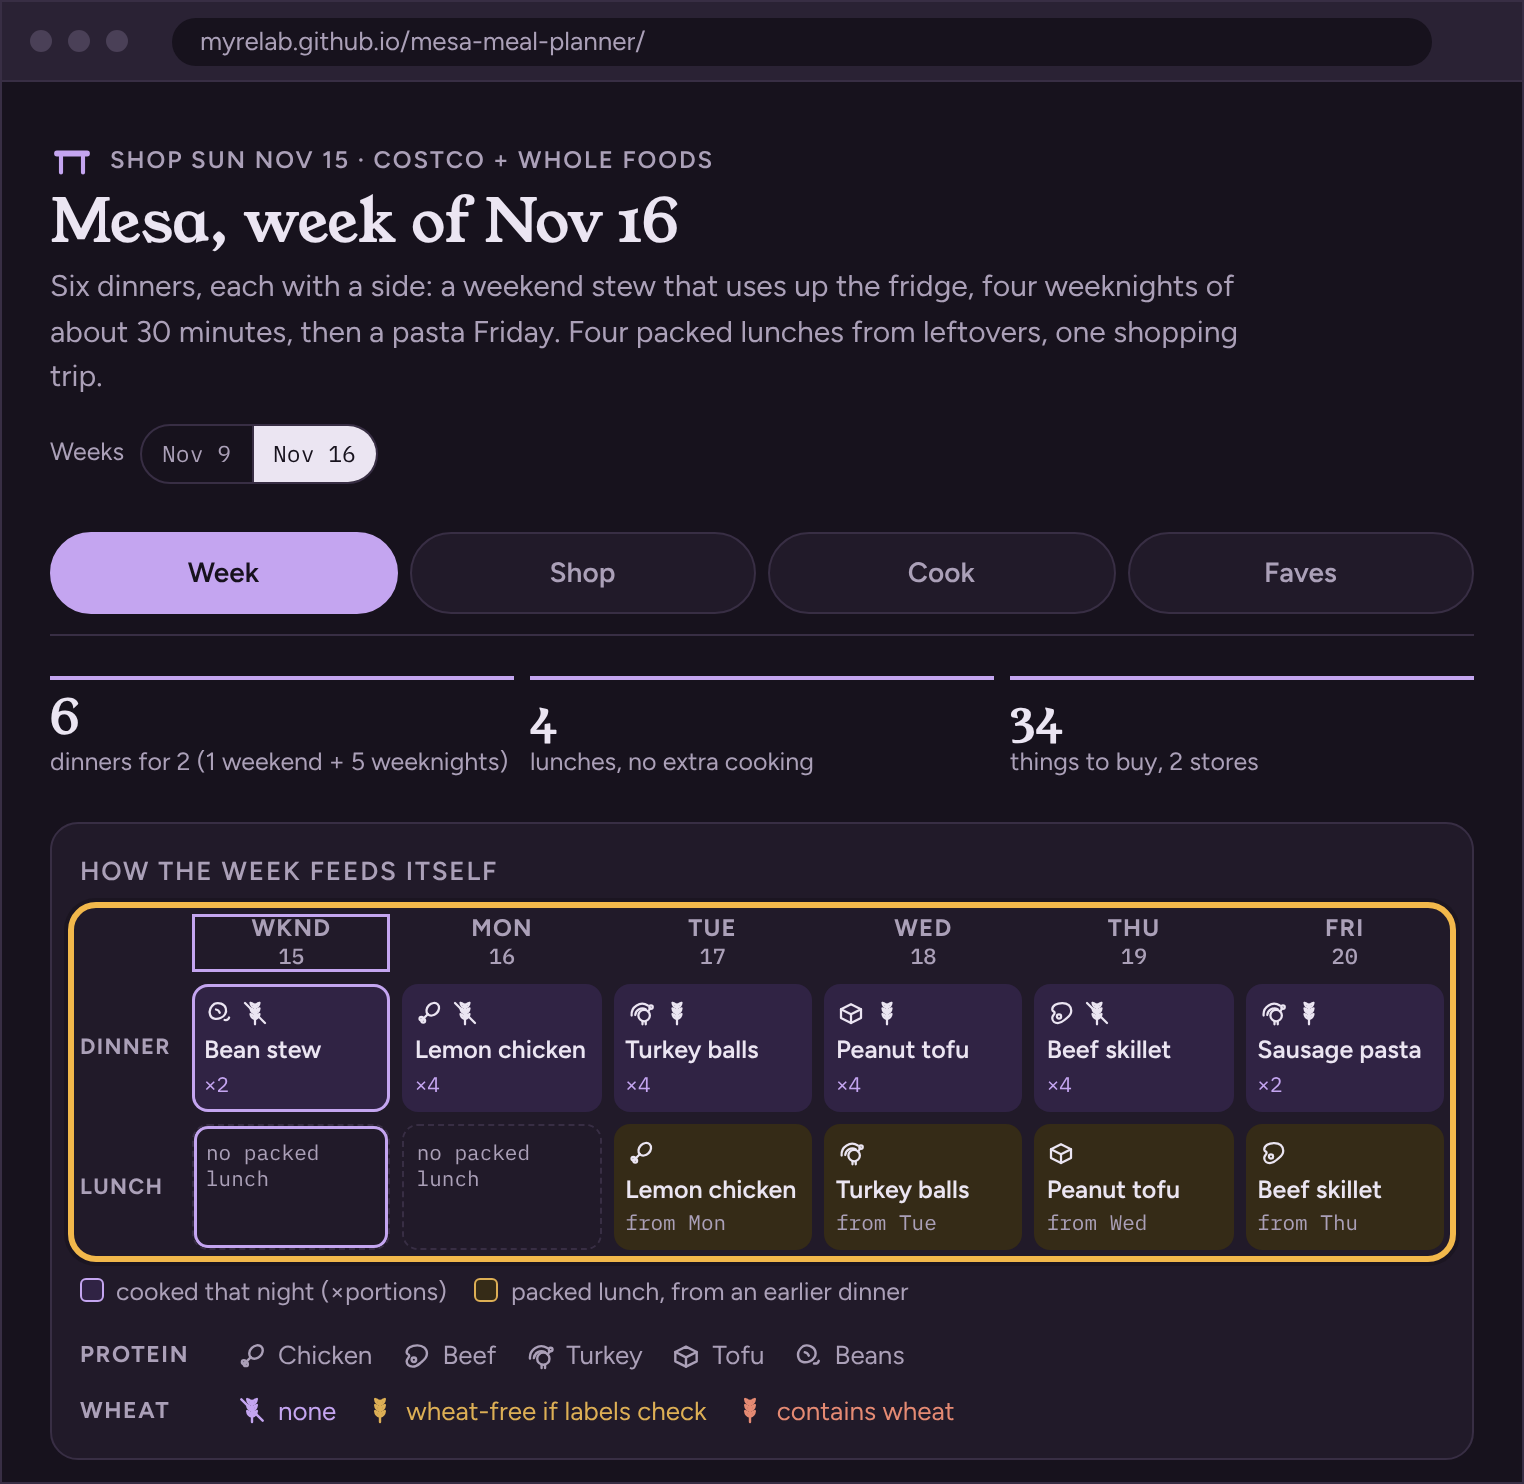 myrelab.github.io/mesa-meal-planner/
SHOP SUN NOV 15 · COSTCO + WHOLE FOODS
Mesa, week of Nov 16
Six dinners, each with a side: a weekend stew that uses up the fridge, four weeknights of
about 30 minutes, then a pasta Friday. Four packed lunches from leftovers, one shopping
trip.
Weeks Nov 9 Nov 16
Week Shop Cook Faves
6 4 34
dinners for 2 (1 weekend + 5 weeknights) lunches, no extra cooking things to buy, 2 stores
HOW THE WEEK FEEDS ITSELF
WKND MON TUE WED THU FRI
15 16 17 18 19 20
DINNER Bean stew Lemon chicken Turkey balls Peanut tofu Beef skillet Sausage pasta
×2 ×4 ×4 ×4 ×4 ×2
no packed no packed
LUNCH lunch lunch Lemon chicken Turkey balls Peanut tofu Beef skillet
from Mon from Tue from Wed from Thu
cooked that night (×portions) packed lunch, from an earlier dinner
PROTEIN Chicken Beef Turkey Tofu Beans
WHEAT none wheat-free if labels check contains wheat